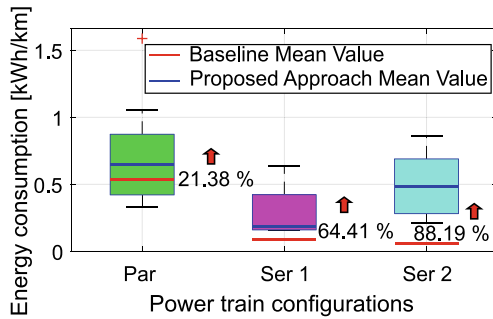 Energy consumption [kWh/km]
1.5
1
0.5
0
Baseline Mean Value
Proposed Approach Mean Value
21.38 %
64.41 %
88.19 %
Par
Ser 1
Ser 2
Power train configurations